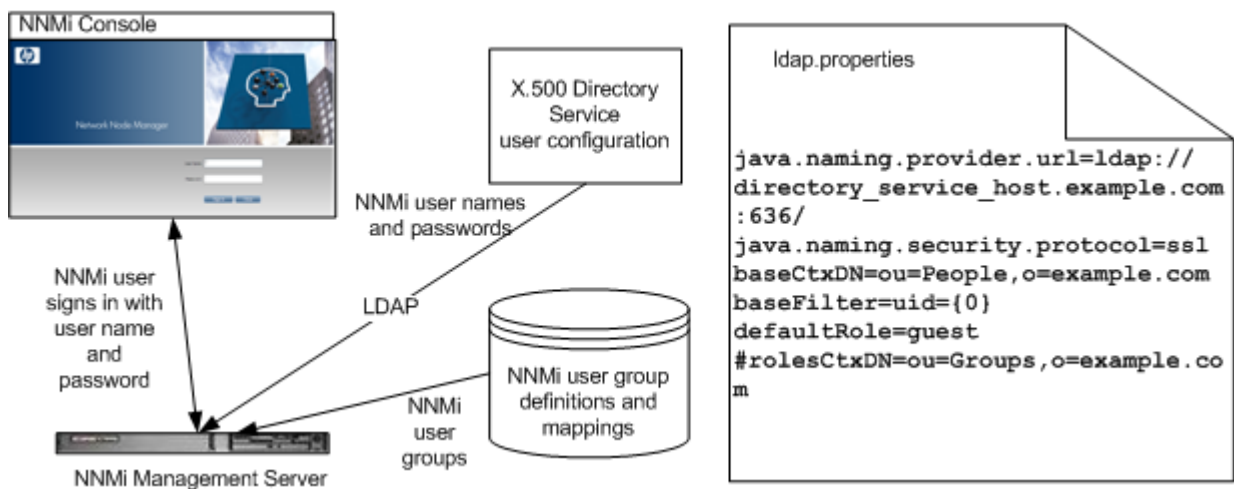 NNMi Console
hp
Network Node Manager
X.500 Directory
Service
user configuration
NNMi user names
and passwords
LDAP
NNMi user
signs in with
user name
and
password
NNMi
user
groups
NNMi user group
definitions and
mappings
NNMi Management Server
ldap.properties
java.naming.provider.url=ldap://
directory_service_host.example.com
:636/
java.naming.security.protocol=ssl
baseCtxDN=ou=People,o=example.com
baseFilter=uid={0}
defaultRole=guest
#rolesCtxDN=ou=Groups,o=example.co
m